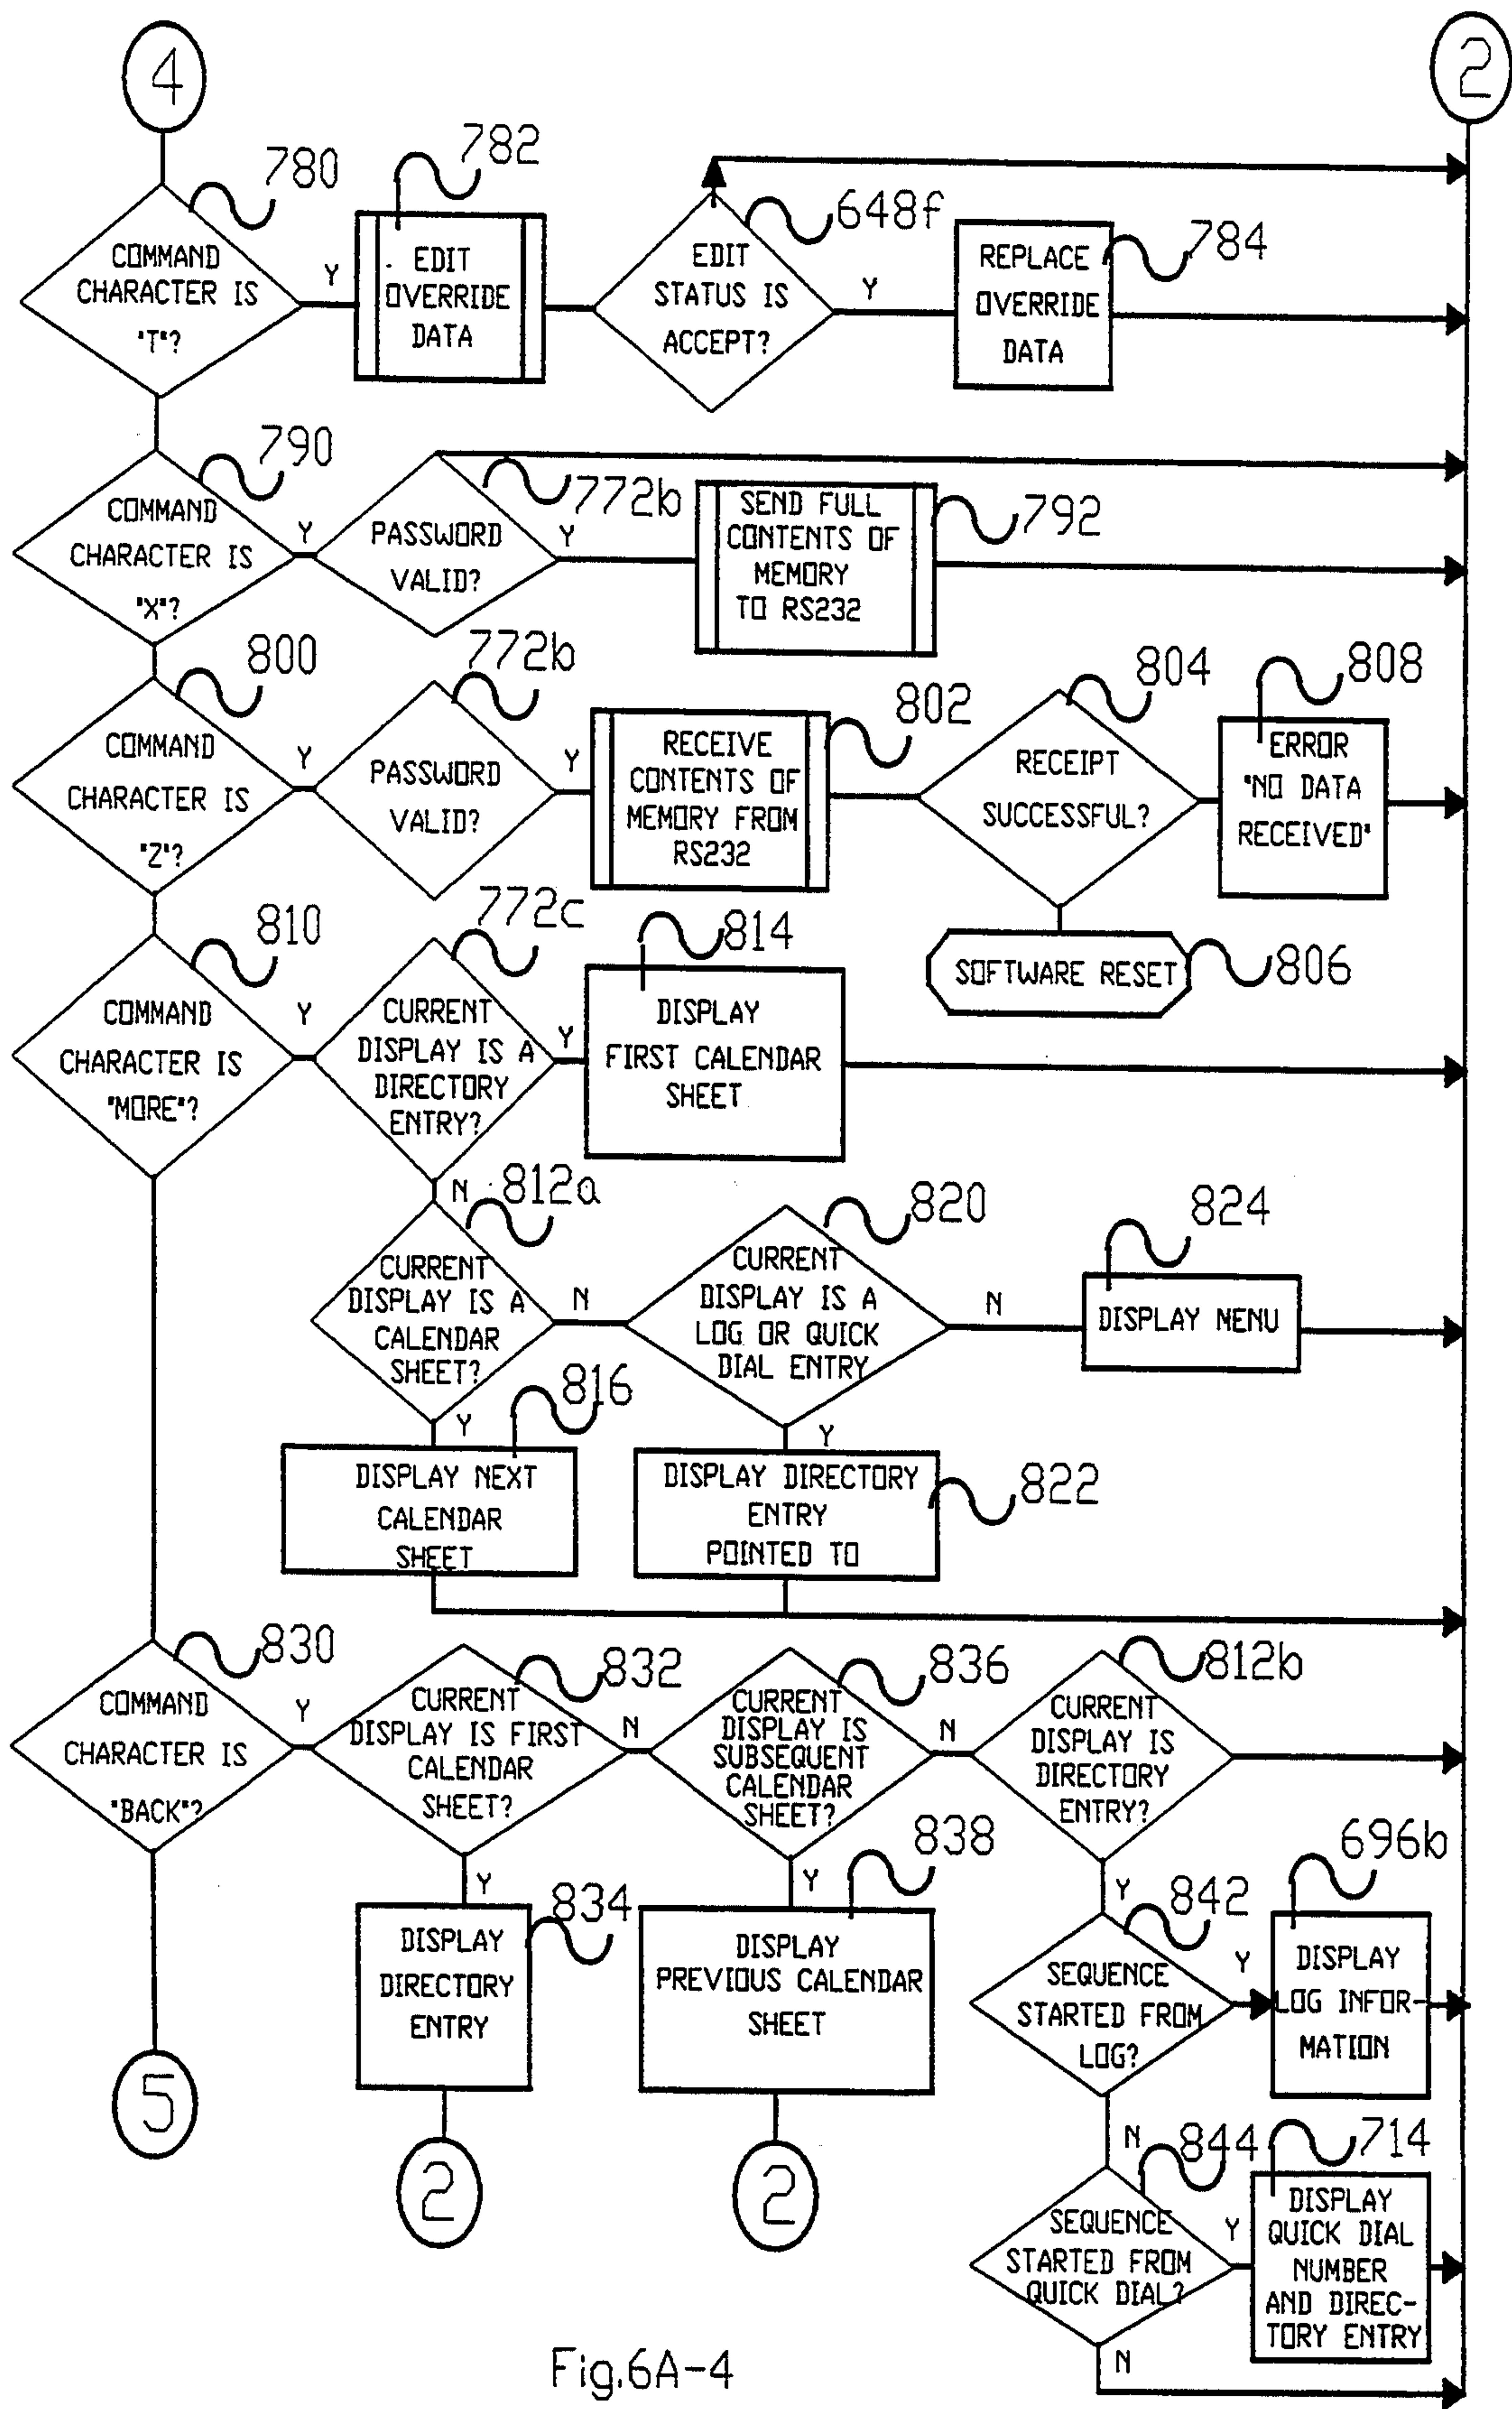 4
2
780
COMMAND
CHARACTER IS
"T"?
Y
782
EDIT
OVERRIDE
DATA
648f
EDIT
STATUS IS
ACCEPT?
Y
784
REPLACE
OVERRIDE
DATA
790
COMMAND
CHARACTER IS
"X"?
Y
772b
PASSWORD
VALID?
Y
792
SEND FULL
CONTENTS OF
MEMORY
TO RS232
800
COMMAND
CHARACTER IS
"Z"?
Y
772b
PASSWORD
VALID?
Y
802
RECEIVE
CONTENTS OF
MEMORY FROM
RS232
804
RECEIPT
SUCCESSFUL?
808
ERROR
"NO DATA
RECEIVED"
SOFTWARE RESET
806
810
COMMAND
CHARACTER IS
"MORE"?
Y
772c
CURRENT
DISPLAY IS A
DIRECTORY
ENTRY?
Y
814
DISPLAY
FIRST CALENDAR
SHEET
N
812a
CURRENT
DISPLAY IS A
CALENDAR
SHEET?
N
820
CURRENT
DISPLAY IS A
LOG OR QUICK
DIAL ENTRY
N
824
DISPLAY MENU
Y
816
DISPLAY NEXT
CALENDAR
SHEET
Y
DISPLAY DIRECTORY
ENTRY
POINTED TO
822
830
COMMAND
CHARACTER IS
"BACK"?
Y
832
CURRENT
DISPLAY IS FIRST
CALENDAR
SHEET?
N
836
CURRENT
DISPLAY IS
SUBSEQUENT
CALENDAR
SHEET?
N
812b
CURRENT
DISPLAY IS
DIRECTORY
ENTRY?
Y
834
DISPLAY
DIRECTORY
ENTRY
Y
838
DISPLAY
PREVIOUS CALENDAR
SHEET
Y
842
SEQUENCE
STARTED FROM
LOG?
Y
696b
DISPLAY
LOG INFOR-
MATION
5
2
2
N
844
SEQUENCE
STARTED FROM
QUICK DIAL?
Y
714
DISPLAY
QUICK DIAL
NUMBER
AND DIREC-
TORY ENTRY
N
Fig.6A-4